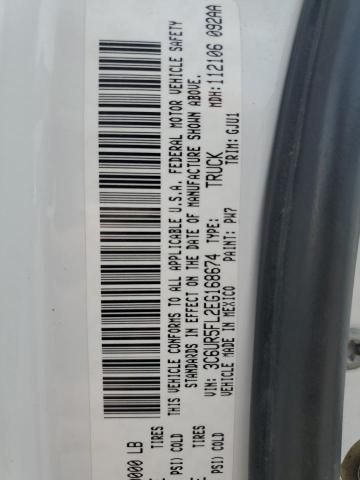 0000 LB
TIRES
PSI) COLD
TIRES
PSI) COLD
THIS VEHICLE CONFORMS TO ALL APPLICABLE U.S.A. FEDERAL MOTOR VEHICLE SAFETY
STANDARDS IN EFFECT ON THE DATE OF MANUFACTURE SHOWN ABOVE.
VIN: 3C6UR5FL2EG168674 TYPE: TRUCK MDH: 112106 092AA
VEHICLE MADE IN MEXICO PAINT: PW7 TRIM: GJV1